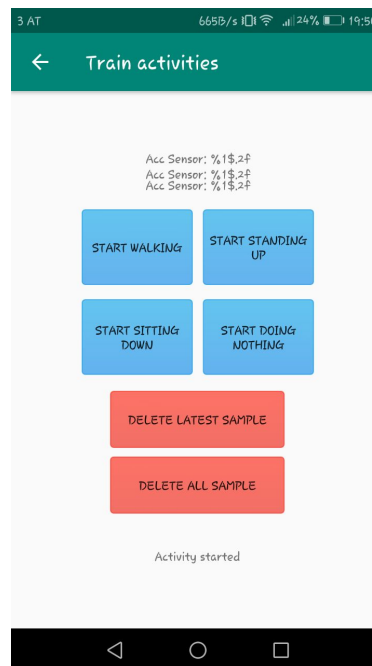 3 AT 665B/s 24% 19:50
Train activities
Acc Sensor: %1$.2f
Acc Sensor: %1$.2f
Acc Sensor: %1$.2f
START WALKING
START STANDING
UP
START SITTING
DOWN
START DOING
NOTHING
DELETE LATEST SAMPLE
DELETE ALL SAMPLE
Activity started